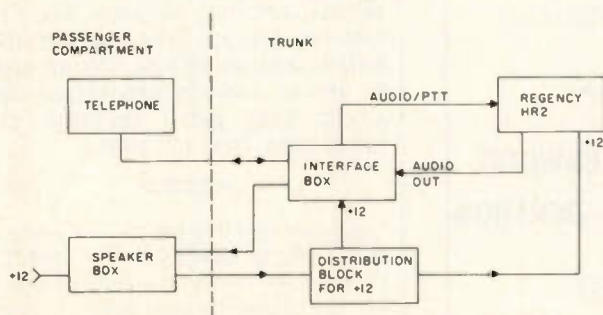 PASSENGER
COMPARTMENT
TRUNK
TELEPHONE
AUDIO/PTT
REGENCY
HR2
+12
INTERFACE
BOX
AUDIO
OUT
+12
SPEAKER
BOX
+12
DISTRIBUTION
BLOCK
FOR +12